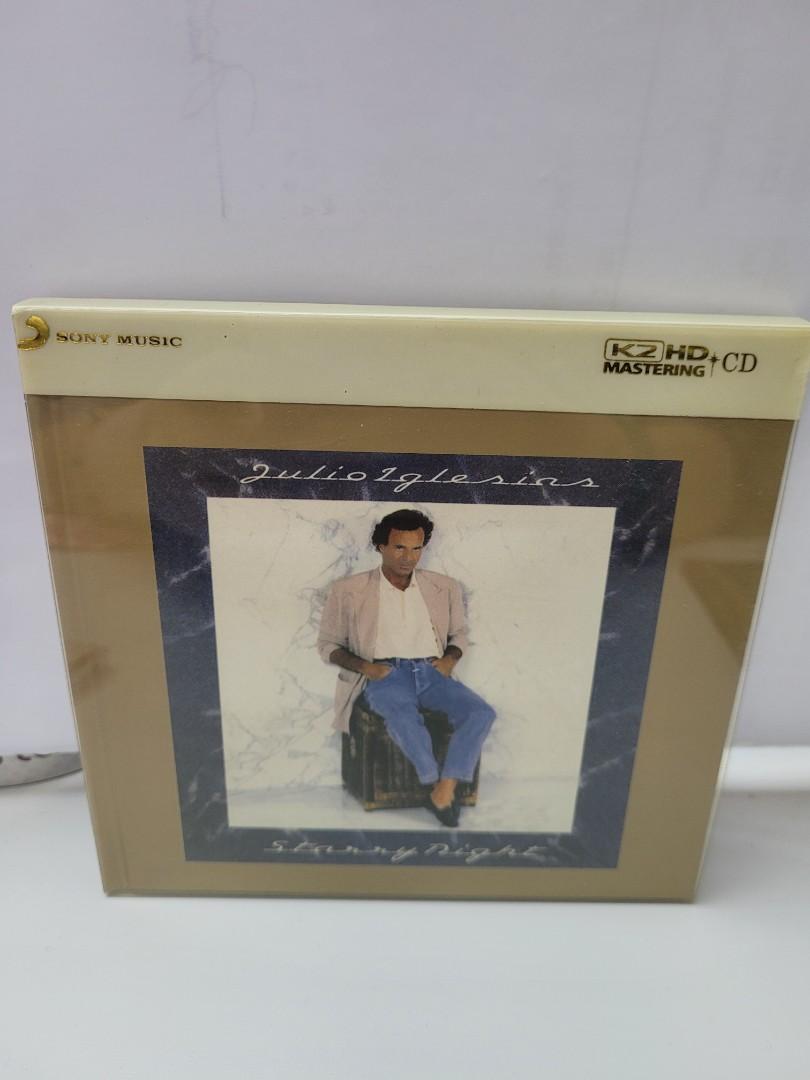 SONY MUSIC
K2 HD
MASTERING + CD
Julio Iglesias
Starry Night